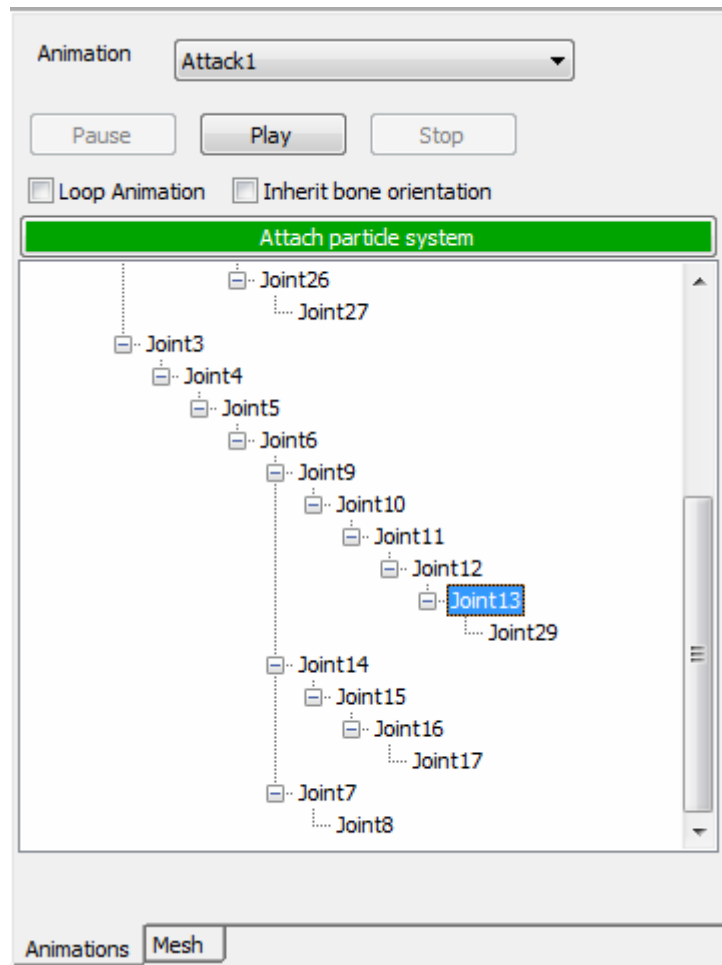 Animation Attack1
Pause Play Stop
Loop Animation Inherit bone orientation
Attach particle system
Joint26
Joint27
Joint3
Joint4
Joint5
Joint6
Joint9
Joint10
Joint11
Joint12
Joint13
Joint29
Joint14
Joint15
Joint16
Joint17
Joint7
Joint8
Animations Mesh